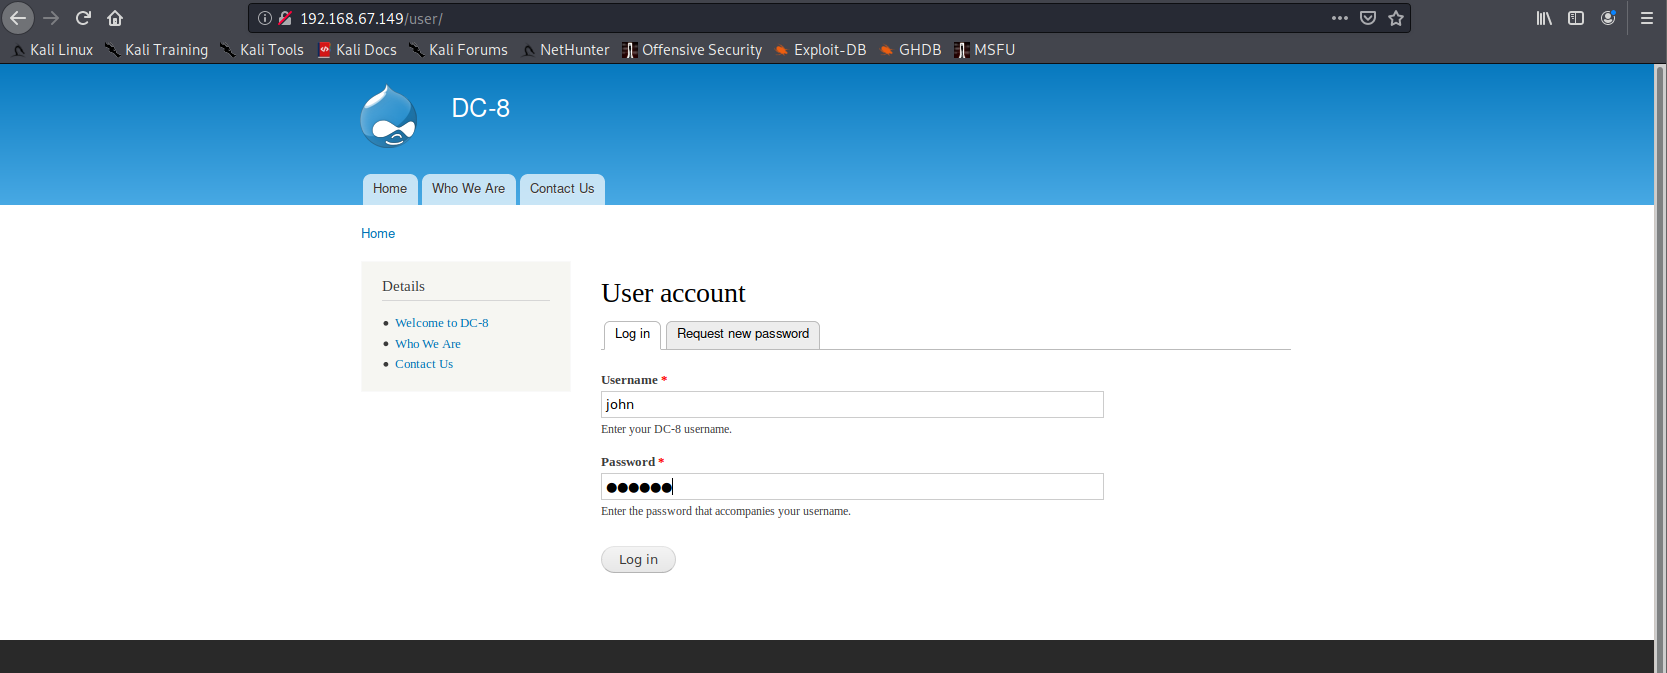 192.168.67.149/user/
Kali Linux Kali Training Kali Tools Kali Docs Kali Forums NetHunter Offensive Security Exploit-DB GHDB MSFU
DC-8
Home Who We Are Contact Us
Home
Details
Welcome to DC-8
Who We Are
Contact Us
User account
Log in Request new password
Username *
john
Enter your DC-8 username.
Password *
●●●●●●
Enter the password that accompanies your username.
Log in